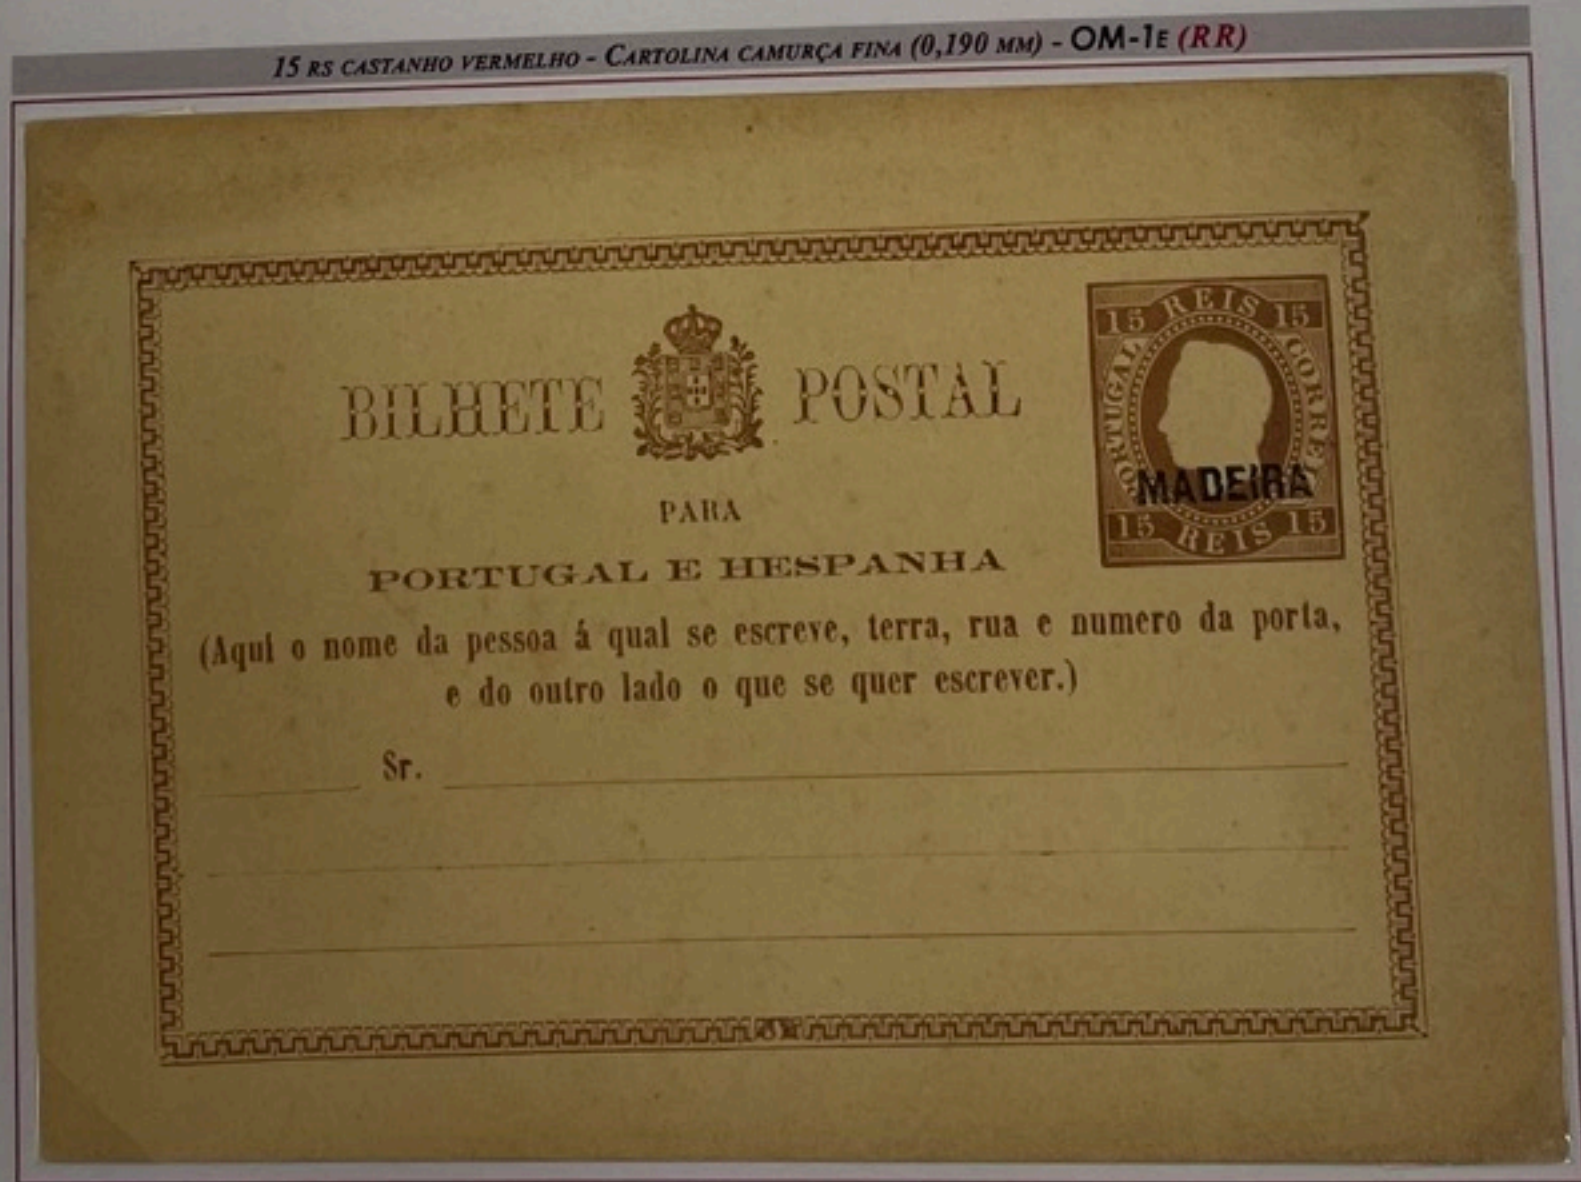 15 RS CASTANHO VERMELHO - CARTOLINA CAMURÇA FINA (0,190 MM) - OM-1E (RR)
15 REIS 15
PORTUGAL
CORREIO
BILHETE POSTAL
MADEIRA
15 REIS 15
PARA
PORTUGAL E HESPANHA
(Aqui o nome da pessoa á qual se escreve, terra, rua e numero da porta,
e do outro lado o que se quer escrever.)
Sr.